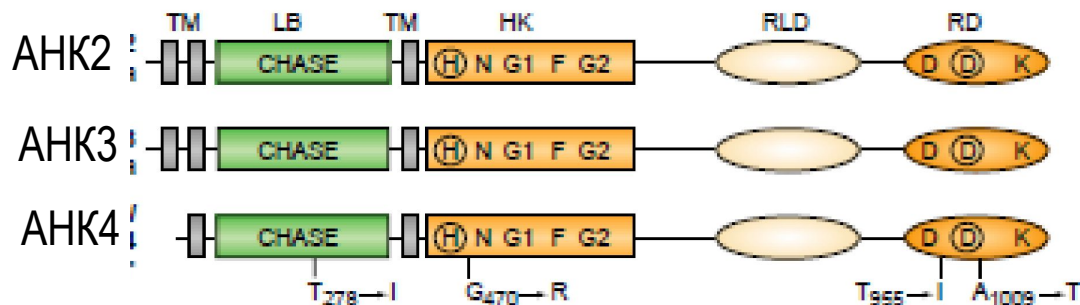 TM LB TM HK RLD RD
AHK2 CHASE H N G1 F G2 D D K
AHK3 CHASE H N G1 F G2 D D K
AHK4 CHASE H N G1 F G2 D D K
T278→I G470→R T955→I A1009→T